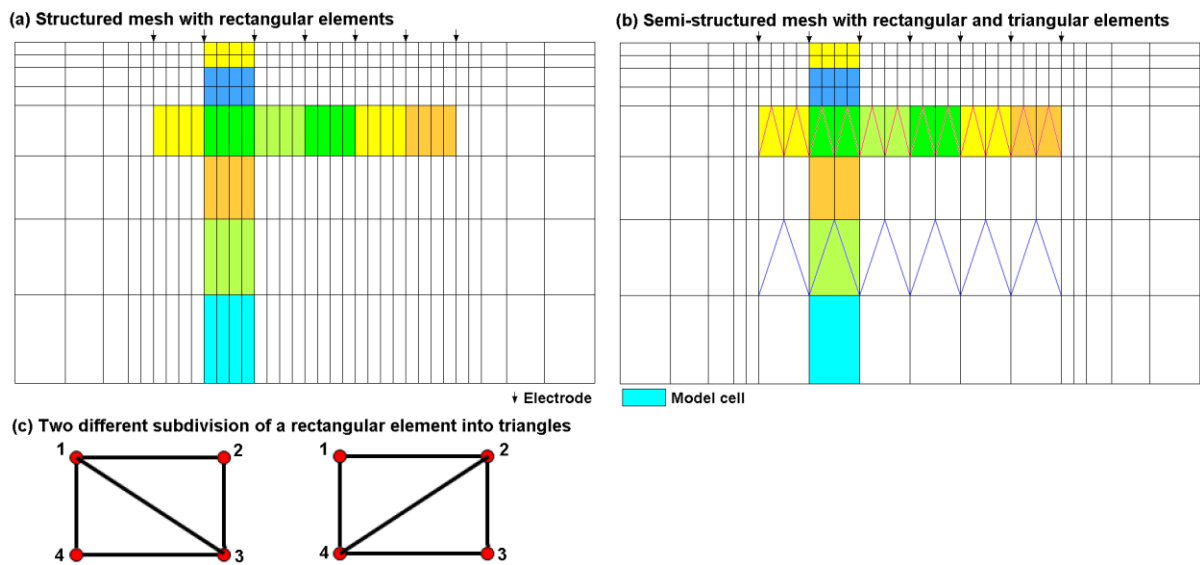 (a) Structured mesh with rectangular elements
(b) Semi-structured mesh with rectangular and triangular elements
Electrode
Model cell
(c) Two different subdivision of a rectangular element into triangles
1 2
4 3
1 2
4 3